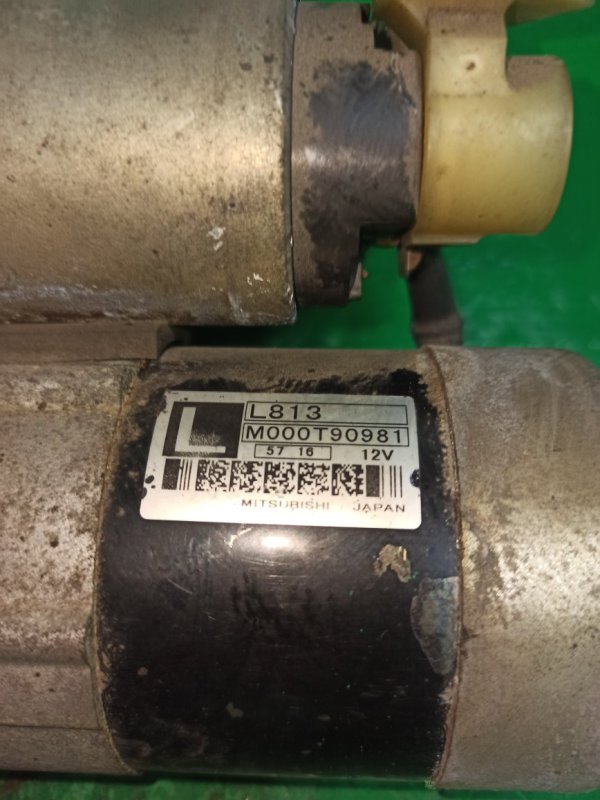 L
L813
M000T90981
57 16 12V
MITSUBISHI JAPAN